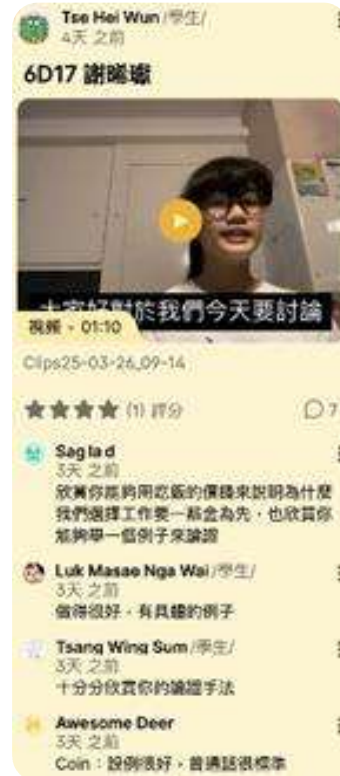 Tse Hei Wun /學生/
4天 之前
6D17 謝晞瓛
大家好對於我們今天要討論
視頻 · 01:10
Clips25-03-26_09-14
(1) 評分
7
Saglad
3天 之前
欣賞你能夠用吃飯的價錢來說明為什麼
我們選擇工作要一薪金為先,也欣賞你
能夠舉一個例子來論證
Luk Masae Nga Wai /學生/
3天 之前
做得很好,有具體的例子
Tsang Wing Sum /學生/
3天 之前
十分分欣賞你的論證手法
Awesome Deer
3天 之前
Coin:設例很好,普通話很標準